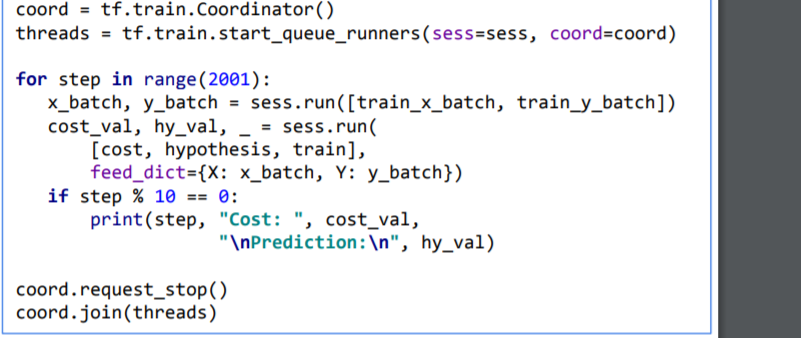 coord = tf.train.Coordinator()
threads = tf.train.start_queue_runners(sess=sess, coord=coord)

for step in range(2001):
    x_batch, y_batch = sess.run([train_x_batch, train_y_batch])
    cost_val, hy_val, _ = sess.run(
        [cost, hypothesis, train],
        feed_dict={X: x_batch, Y: y_batch})
    if step % 10 == 0:
        print(step, "Cost: ", cost_val,
                    "\nPrediction:\n", hy_val)

coord.request_stop()
coord.join(threads)